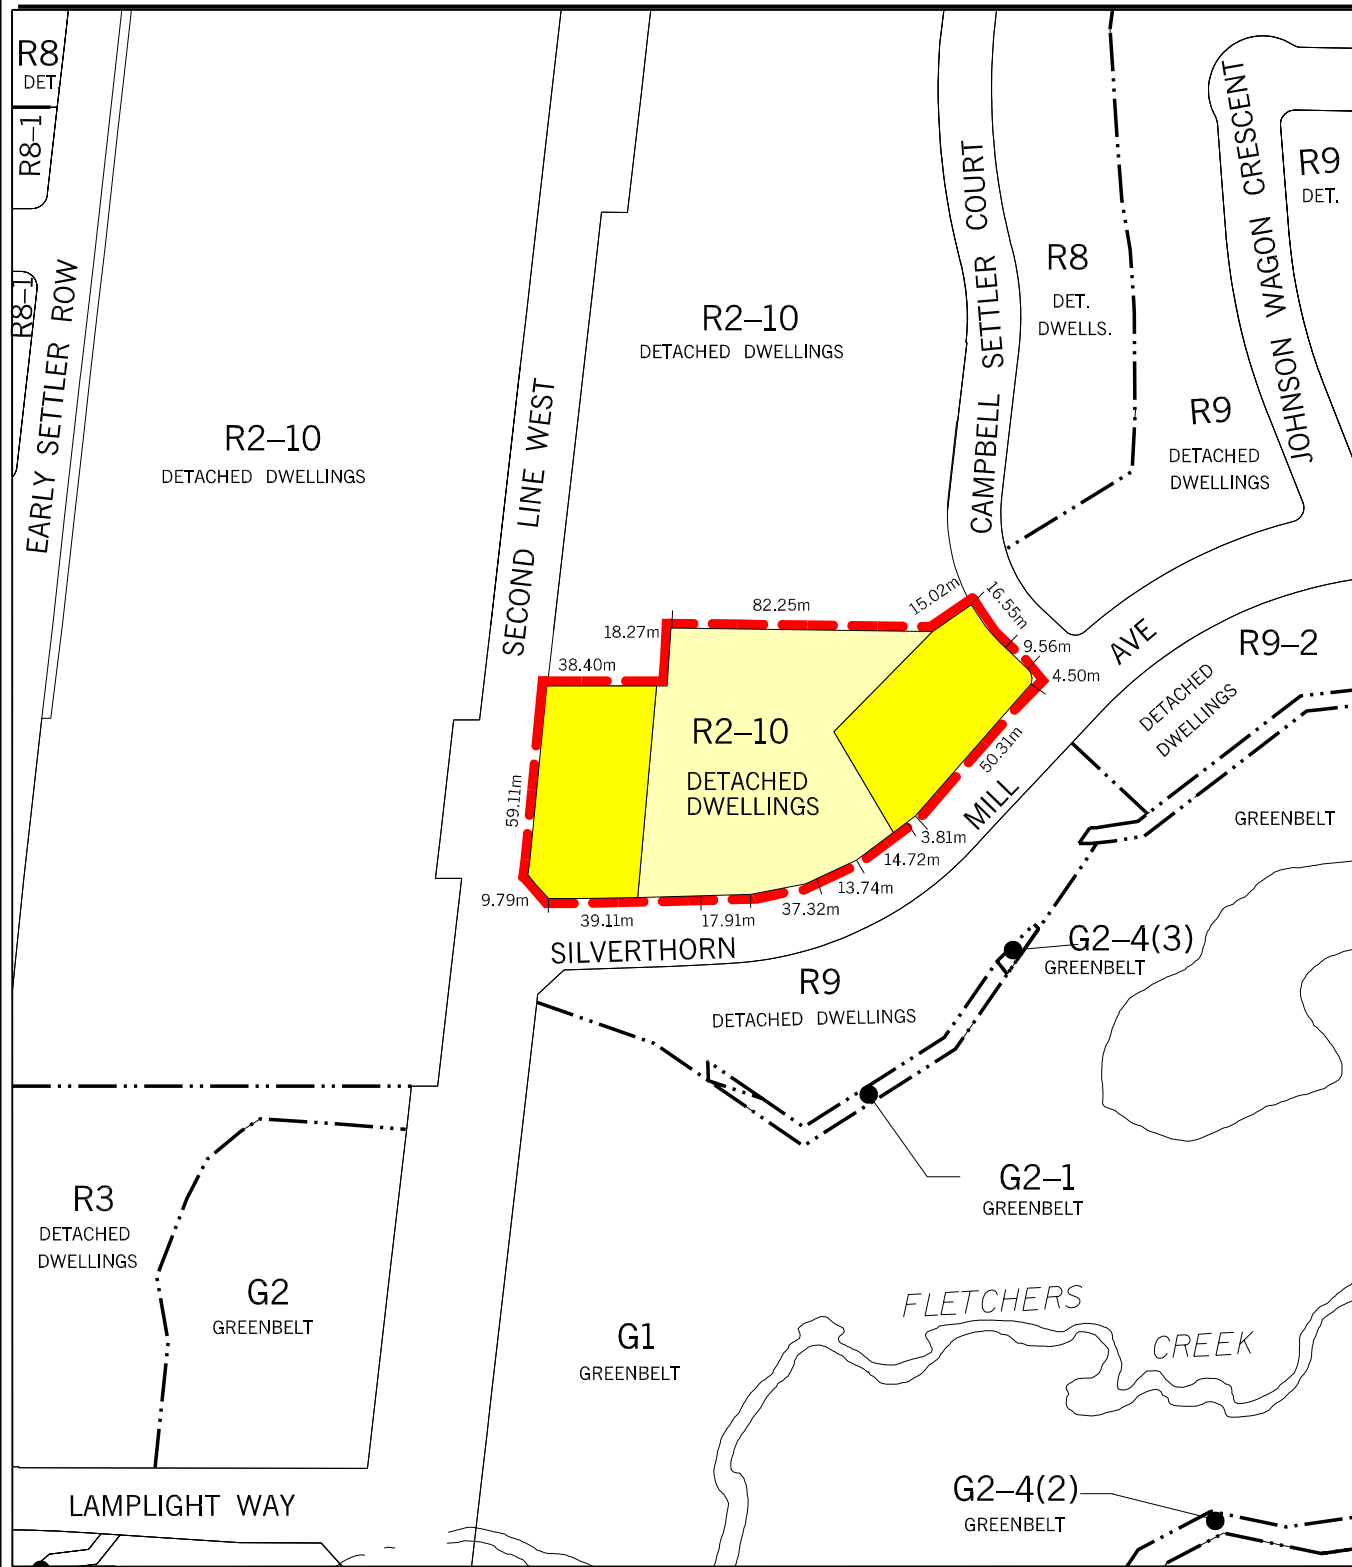 R8
DET.
R8–1
R8–1
EARLY SETTLER ROW
R2–10
DETACHED DWELLINGS
SECOND LINE WEST
R2–10
DETACHED DWELLINGS
CAMPBELL SETTLER COURT
R8
DET.
DWELLS.
JOHNSON WAGON CRESCENT
R9
DET.
R9
DETACHED
DWELLINGS
82.25m
15.02m
16.55m
9.56m
4.50m
18.27m
38.40m
59.11m
R2–10
DETACHED
DWELLINGS
50.31m
3.81m
14.72m
13.74m
37.32m
17.91m
39.11m
9.79m
SILVERTHORN
MILL
AVE
R9–2
DETACHED
DWELLINGS
GREENBELT
G2–4(3)
GREENBELT
R9
DETACHED DWELLINGS
G2–1
GREENBELT
R3
DETACHED
DWELLINGS
G2
GREENBELT
G1
GREENBELT
FLETCHERS
CREEK
LAMPLIGHT WAY
G2–4(2)
GREENBELT